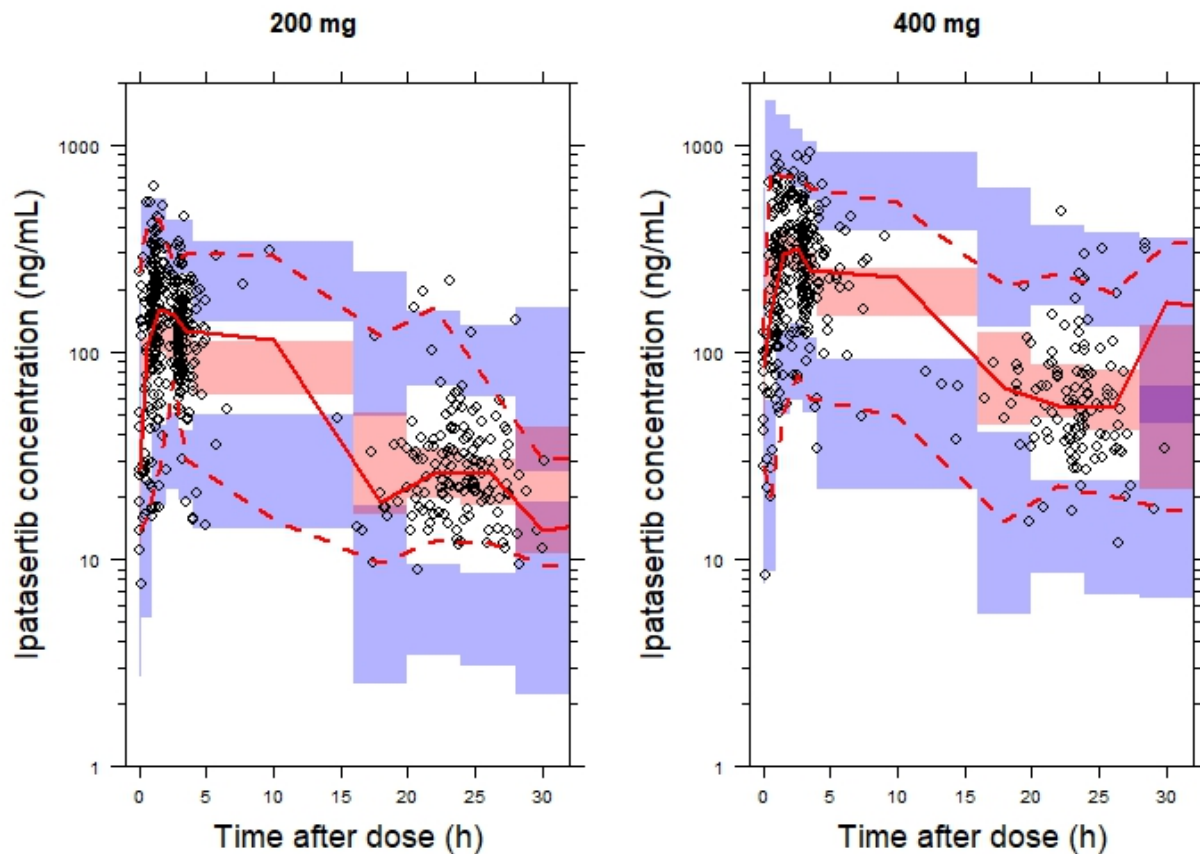 200 mg
400 mg
Ipatasertib concentration (ng/mL)
1000
100
10
1
0 5 10 15 20 25 30
Time after dose (h)
Ipatasertib concentration (ng/mL)
1000
100
10
1
0 5 10 15 20 25 30
Time after dose (h)